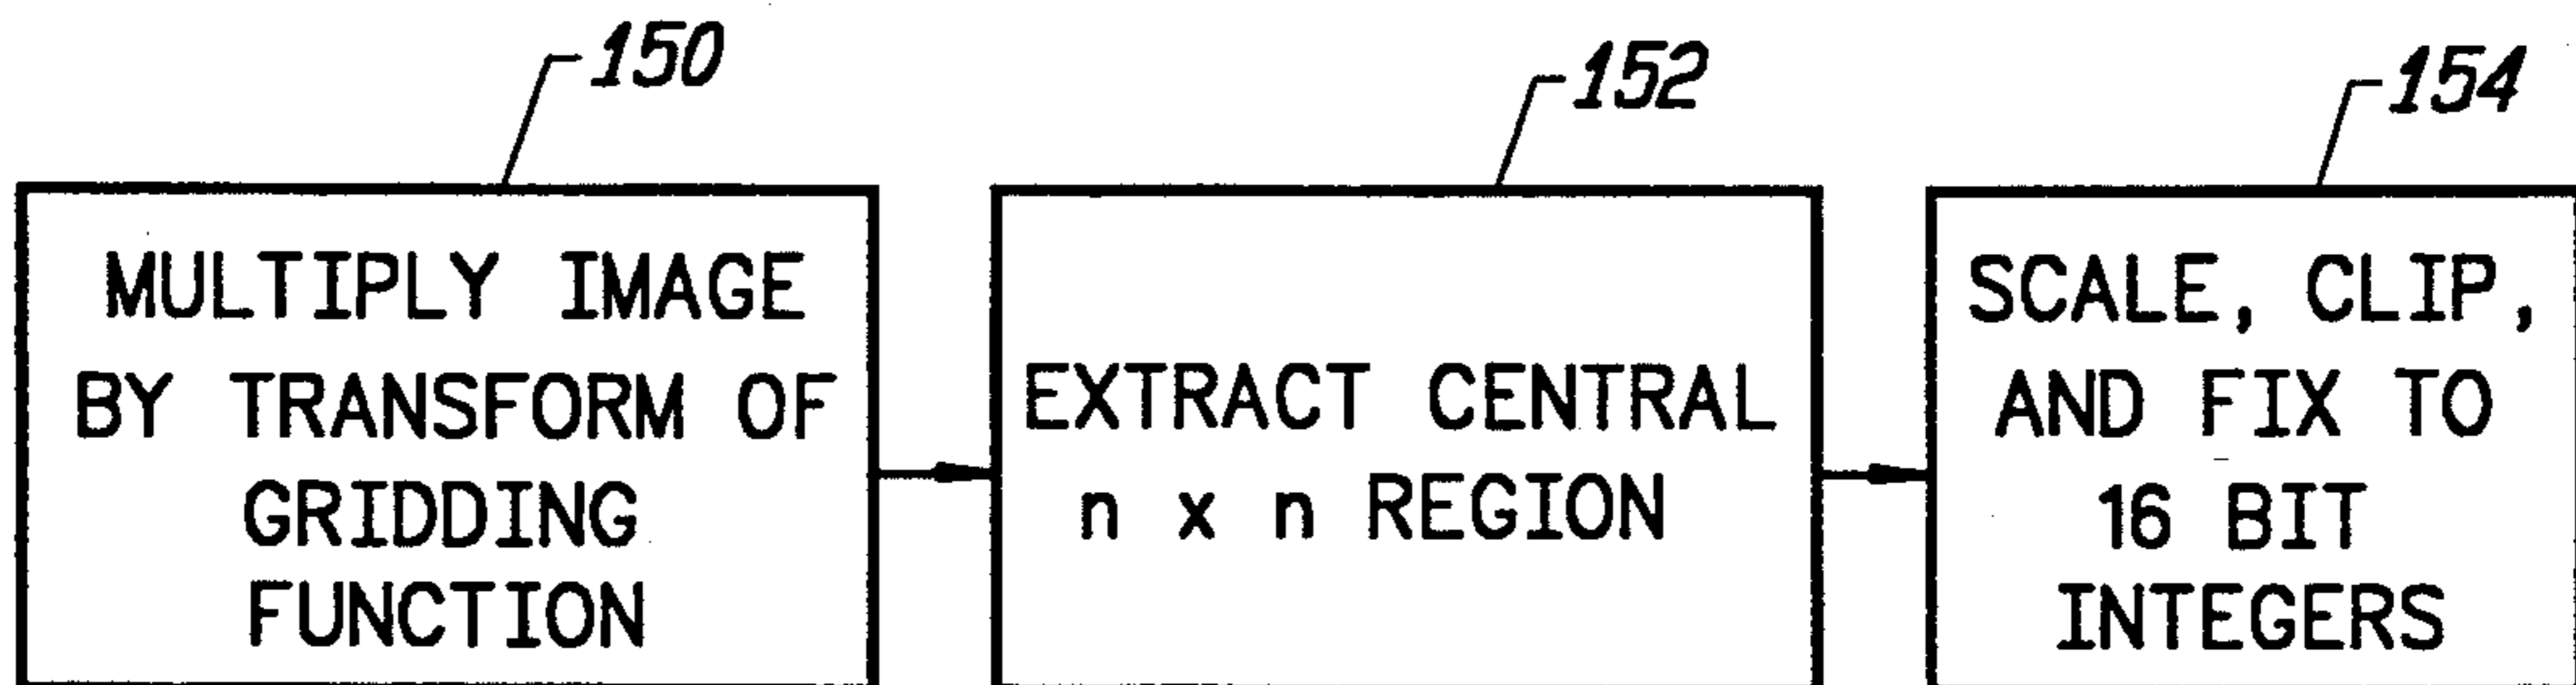 150
152
154
MULTIPLY IMAGE
BY TRANSFORM OF
GRIDDING
FUNCTION
EXTRACT CENTRAL
n x n REGION
SCALE, CLIP,
AND FIX TO
16 BIT
INTEGERS